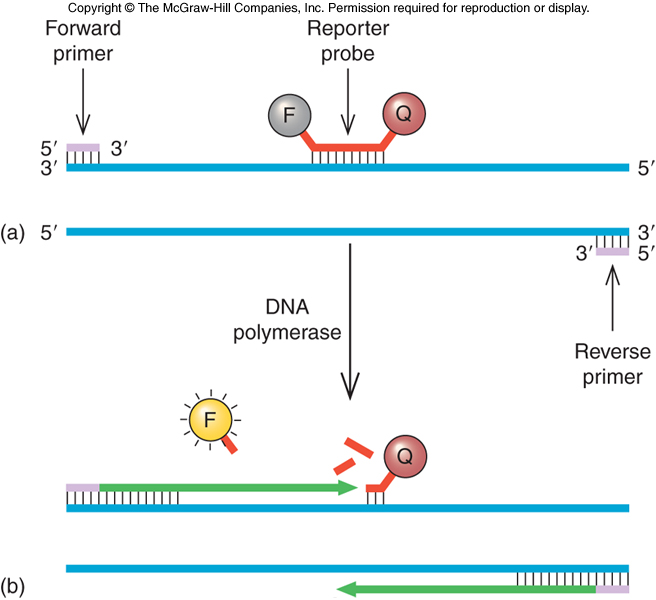 Copyright © The McGraw-Hill Companies, Inc. Permission required for reproduction or display.
Forward
primer
Reporter
probe
F
Q
5′
3′
3′
5′
(a)
5′
3′
3′
5′
DNA
polymerase
Reverse
primer
F
Q
(b)